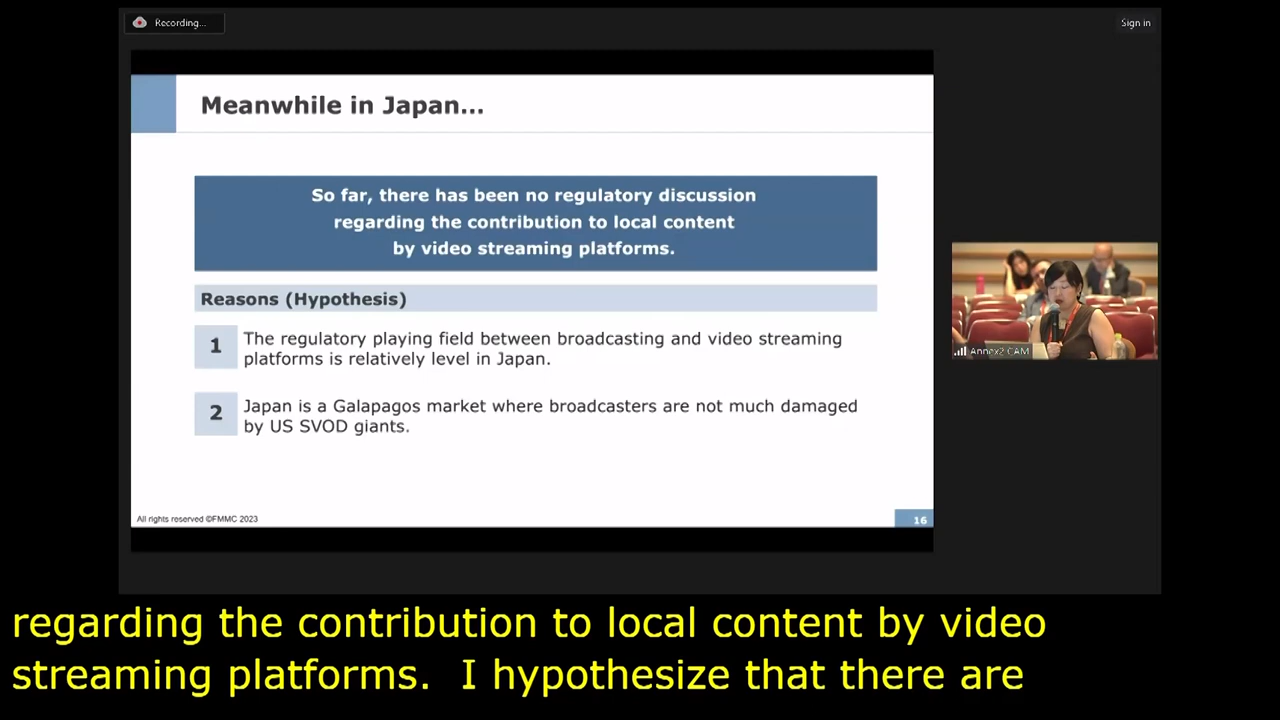 Recording...
Sign in
Meanwhile in Japan...
So far, there has been no regulatory discussion
regarding the contribution to local content
by video streaming platforms.
Reasons (Hypothesis)
1
The regulatory playing field between broadcasting and video streaming
platforms is relatively level in Japan.
2
Japan is a Galapagos market where broadcasters are not much damaged
by US SVOD giants.
Annex2 CAM
All rights reserved ©FMMC 2023
16
regarding the contribution to local content by video
streaming platforms.  I hypothesize that there are